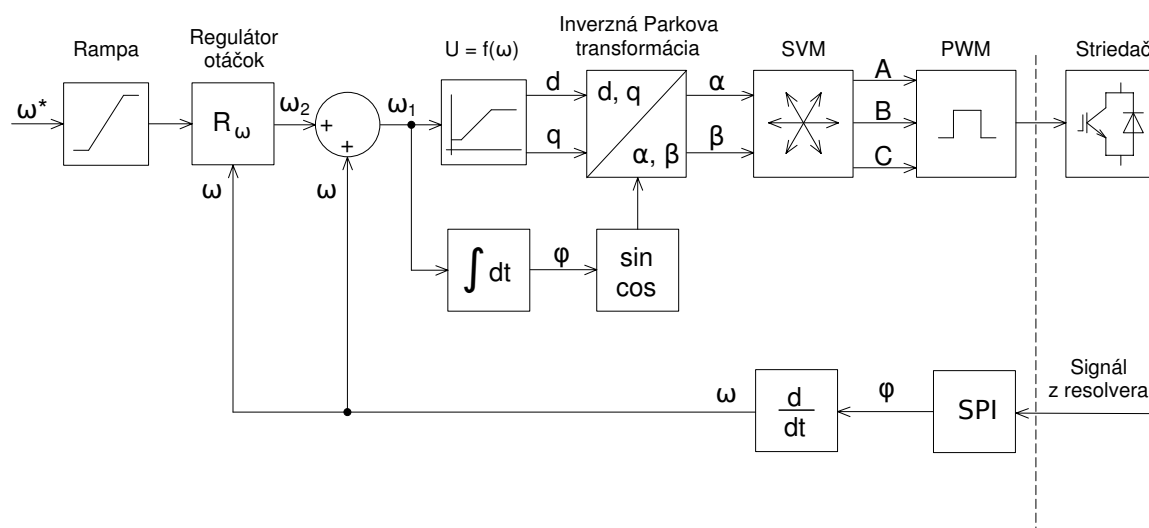 Rampa
Regulátor
otáčok
U = f(ω)
Inverzná Parkova
transformácia
SVM
PWM
Striedač
ω*
R ω
ω2
+
+
ω1
d
q
d, q
α, β
α
β
A
B
C
ω
ω
∫ dt
φ
sin
cos
ω
d
dt
φ
SPI
Signál
z resolvera